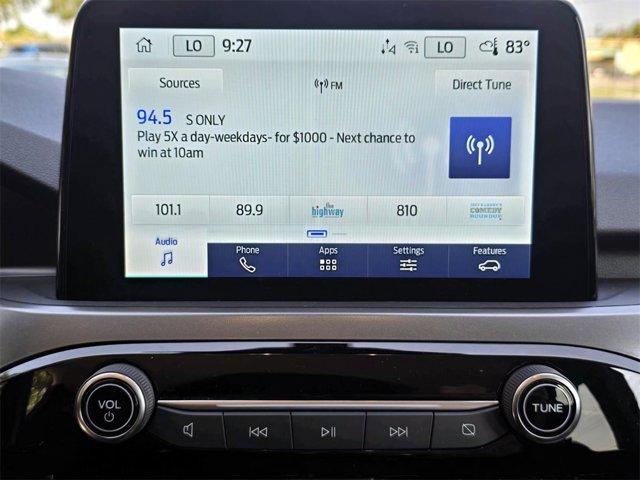 LO 9:27 LO 83°
Sources FM Direct Tune
94.5 S ONLY
Play 5X a day-weekdays- for $1000 - Next chance to
win at 10am
101.1 89.9 the highway 810 COMEDY ROUNDUP
Audio Phone Apps Settings Features
VOL TUNE